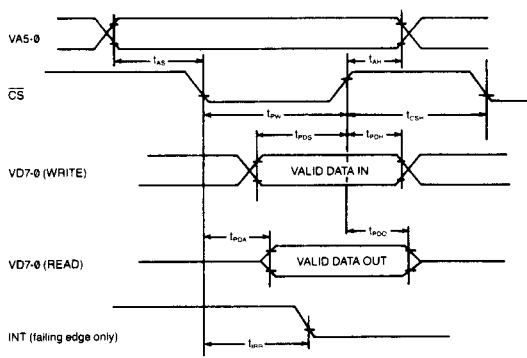 VA5-0
tAS
tAH
CS
tPW
tCSH
tPDS
tPDH
VD7-0 (WRITE)
VALID DATA IN
tPDA
tPDD
VD7-0 (READ)
VALID DATA OUT
INT (falling edge only)
tIRR